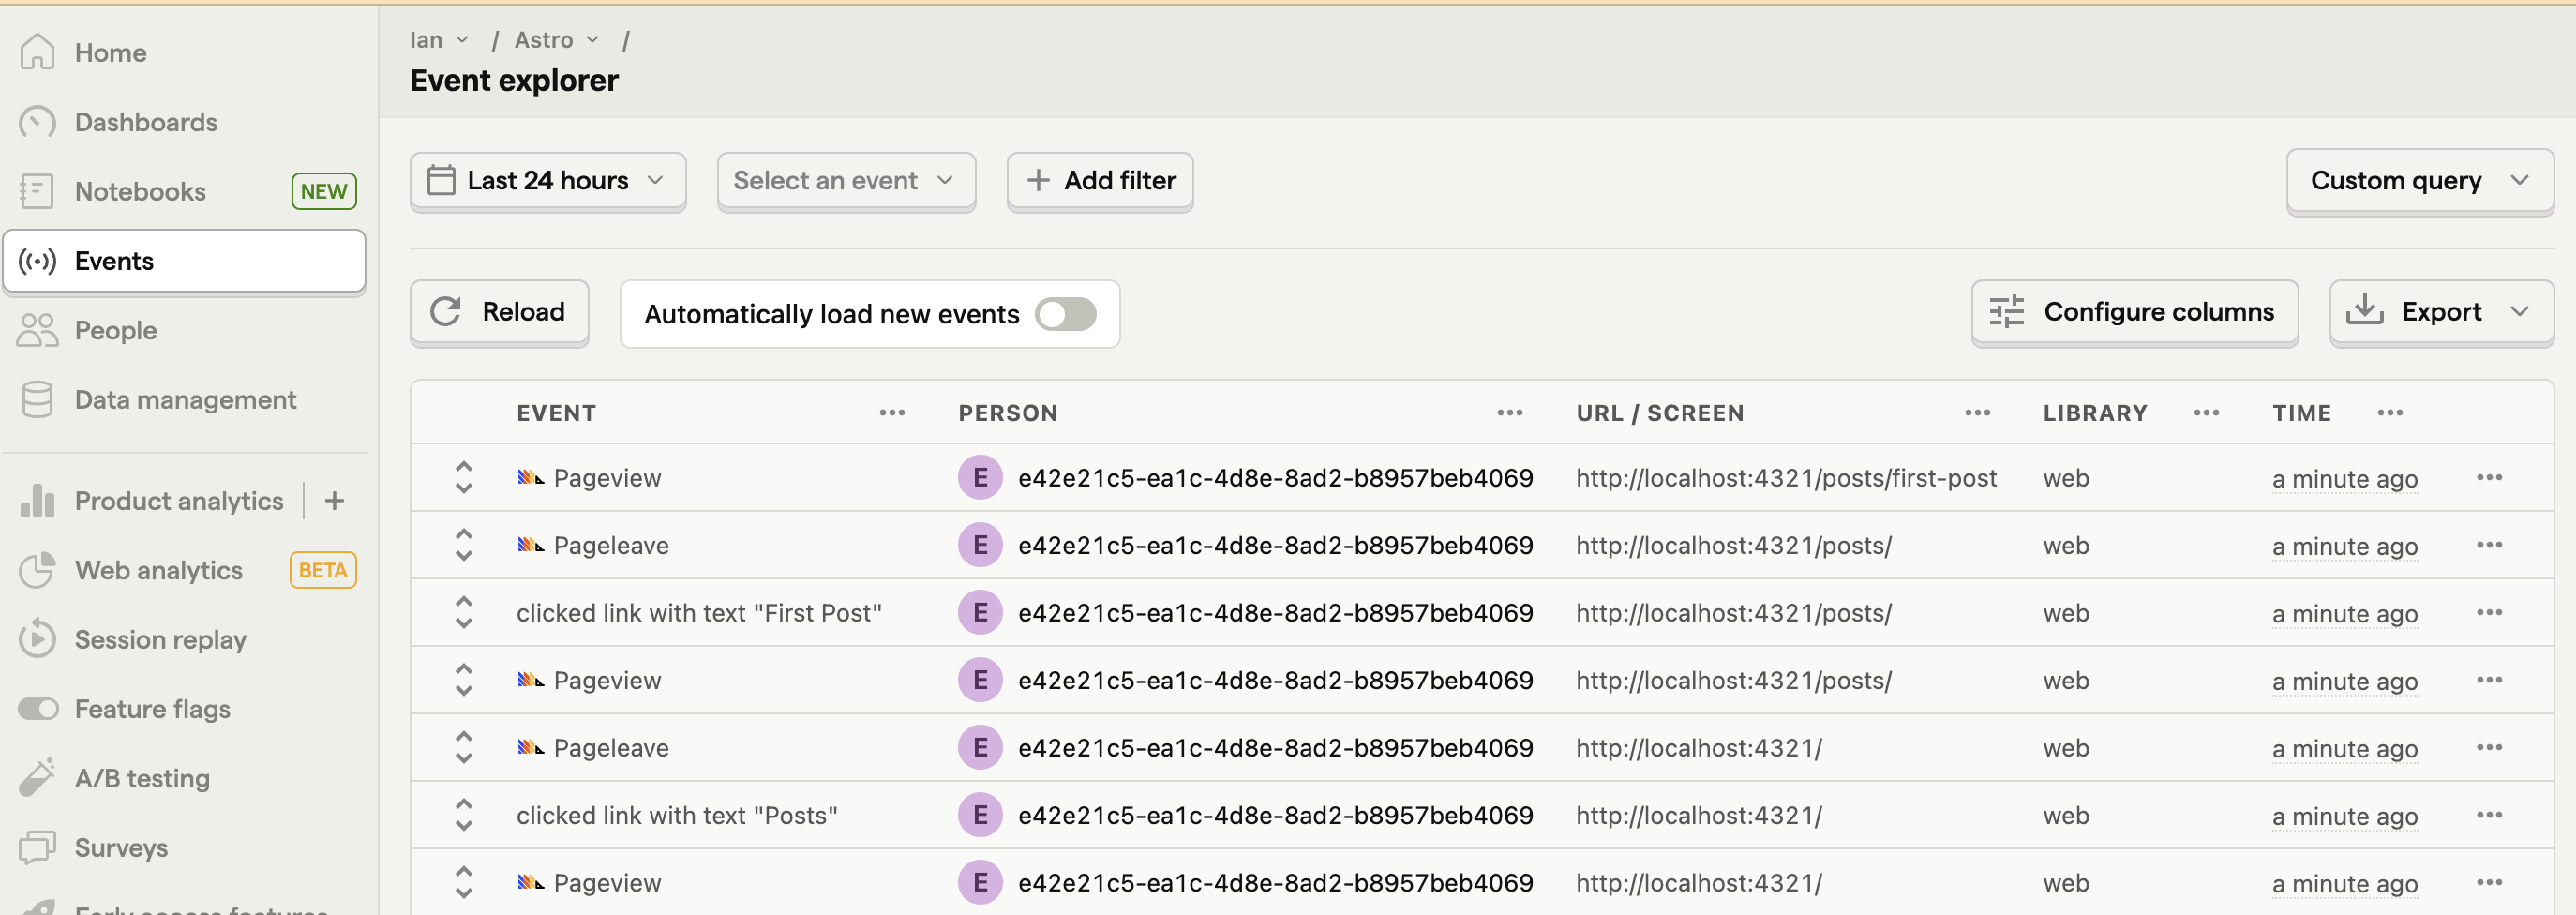 Home
Dashboards
Notebooks NEW
Events
People
Data management
Product analytics +
Web analytics BETA
Session replay
Feature flags
A/B testing
Surveys
Early access features
Ian / Astro /
Event explorer
Last 24 hours Select an event + Add filter Custom query
Reload Automatically load new events Configure columns Export
EVENT PERSON URL / SCREEN LIBRARY TIME
Pageview E e42e21c5-ea1c-4d8e-8ad2-b8957beb4069 http://localhost:4321/posts/first-post web a minute ago
Pageleave E e42e21c5-ea1c-4d8e-8ad2-b8957beb4069 http://localhost:4321/posts/ web a minute ago
clicked link with text "First Post" E e42e21c5-ea1c-4d8e-8ad2-b8957beb4069 http://localhost:4321/posts/ web a minute ago
Pageview E e42e21c5-ea1c-4d8e-8ad2-b8957beb4069 http://localhost:4321/posts/ web a minute ago
Pageleave E e42e21c5-ea1c-4d8e-8ad2-b8957beb4069 http://localhost:4321/ web a minute ago
clicked link with text "Posts" E e42e21c5-ea1c-4d8e-8ad2-b8957beb4069 http://localhost:4321/ web a minute ago
Pageview E e42e21c5-ea1c-4d8e-8ad2-b8957beb4069 http://localhost:4321/ web a minute ago